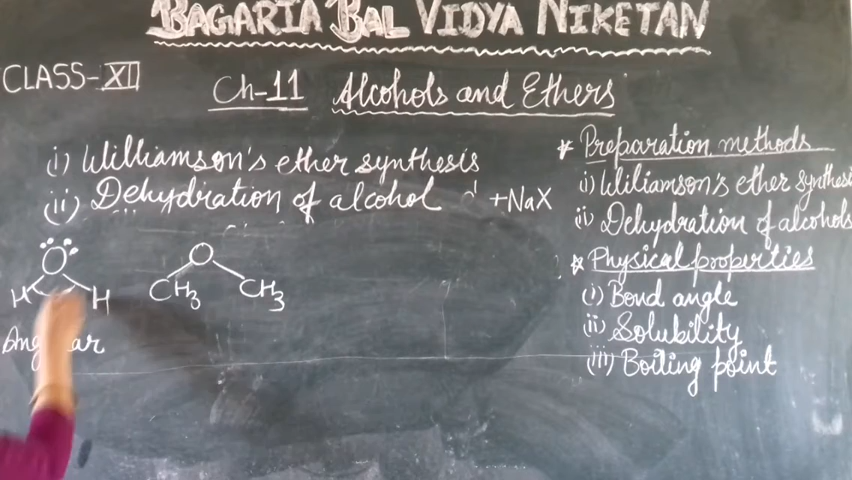 BAGARIA BAL VIDYA NIKETAN
CLASS-XII
Ch-11 Alcohols and Ethers
(i) Williamson's ether synthesis
(ii) Dehydration of alcohol
+NaX
O
H H
O
CH3 CH3
* Preparation methods
(i) Wiliamson's ether synthesis
(ii) Dehydration of alcohols
* Physical properties
(i) Bond angle
(ii) Solubility
(iii) Boiling point